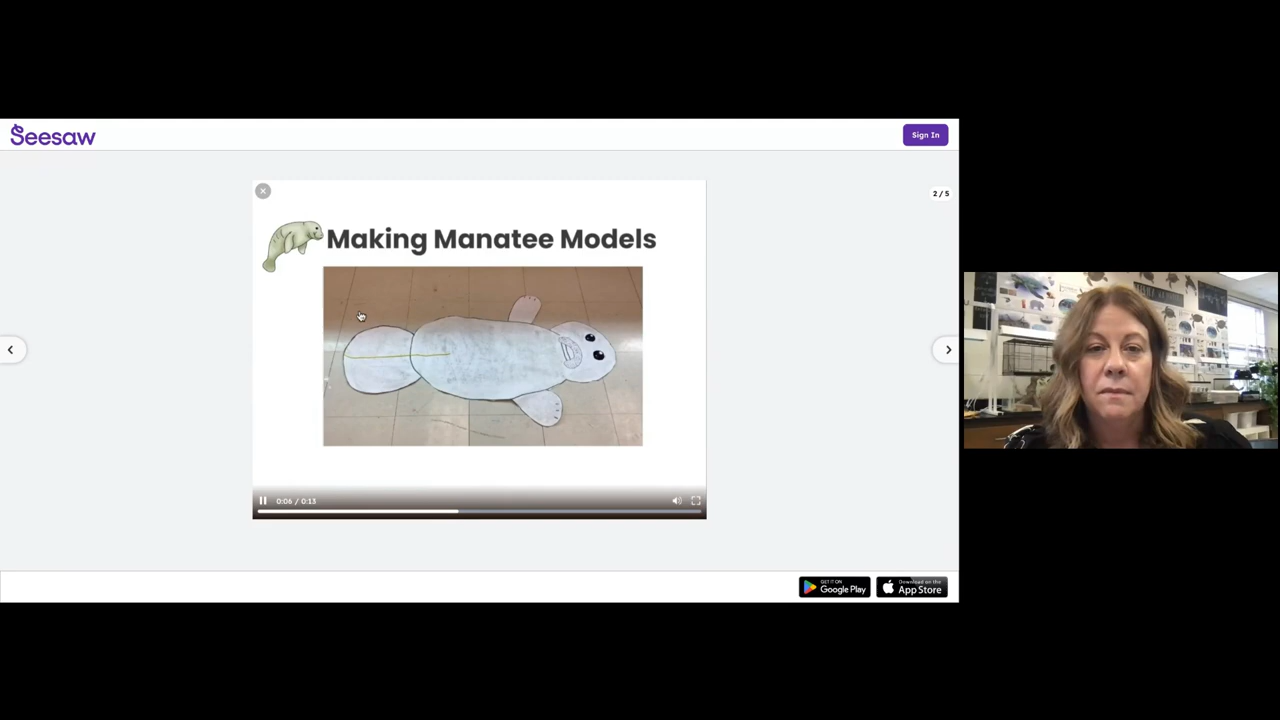 Seesaw
Sign In
2 / 5
Making Manatee Models
0:06 / 0:13
GET IT ON
Google Play
Download on the
App Store